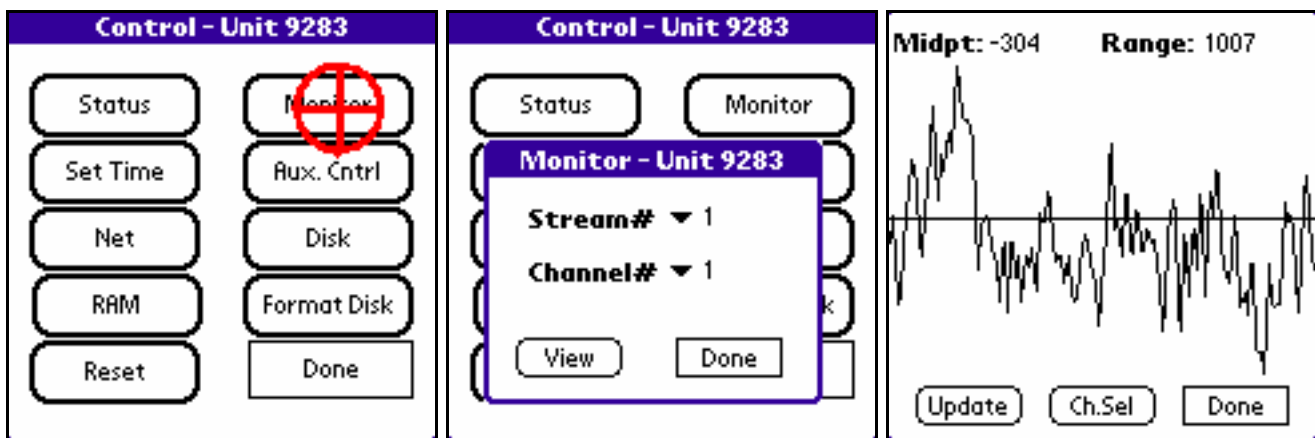 Control - Unit 9283
Status Monitor
Set Time Aux. Cntrl
Net Disk
RAM Format Disk
Reset Done
Control - Unit 9283
Status Monitor
Monitor - Unit 9283
Stream# 1
Channel# 1
k
View Done
Midpt: -304 Range: 1007
Update Ch.Sel Done